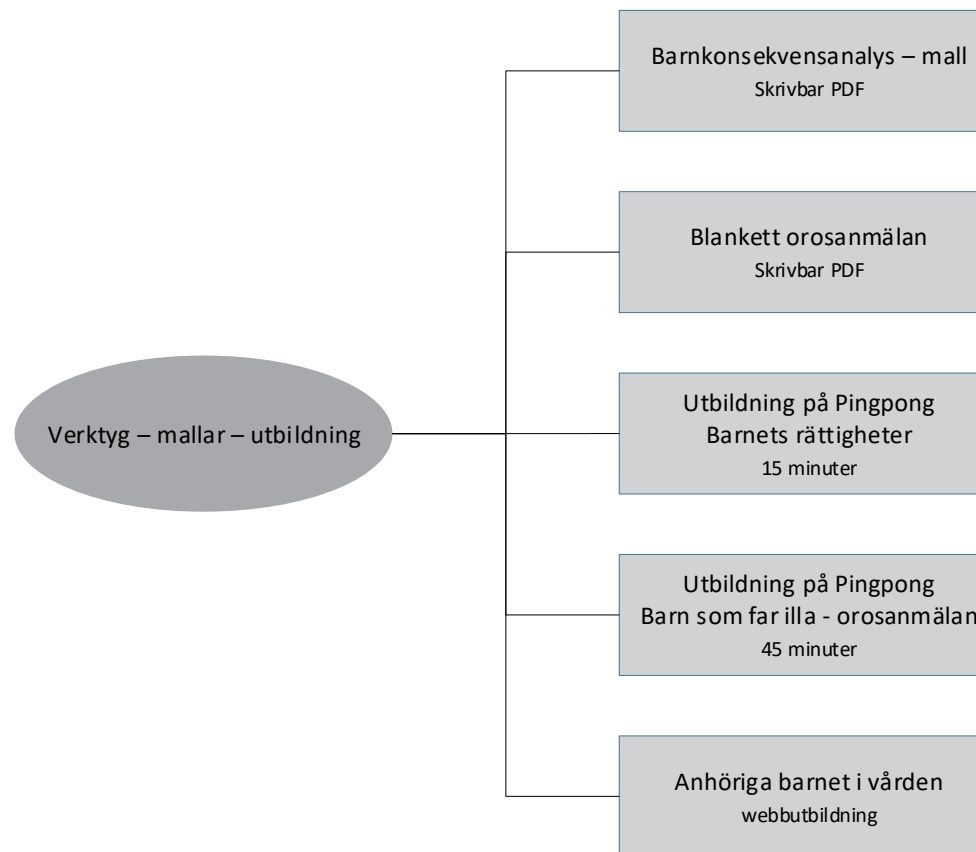 Barnkonsekvensanalys – mall
Skrivbar PDF
Blankett orosanmälan
Skrivbar PDF
Verktyg – mallar – utbildning
Utbildning på Pingpong
Barnets rättigheter
15 minuter
Utbildning på Pingpong
Barn som far illa - orosanmälan
45 minuter
Anhöriga barnet i vården
webbutbildning